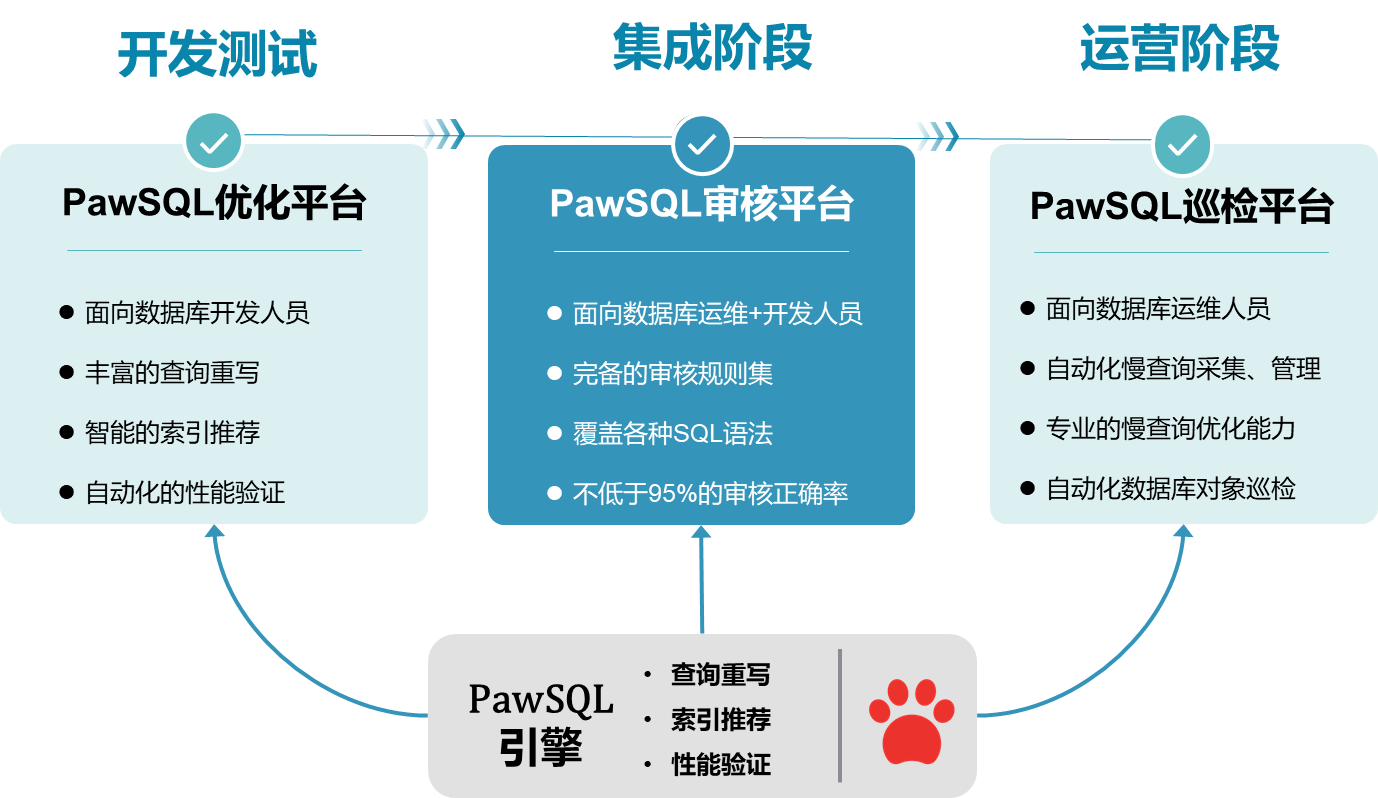 开发测试
集成阶段
运营阶段
PawSQL优化平台
面向数据库开发人员
丰富的查询重写
智能的索引推荐
自动化的性能验证
PawSQL审核平台
面向数据库运维+开发人员
完备的审核规则集
覆盖各种SQL语法
不低于95%的审核正确率
PawSQL巡检平台
面向数据库运维人员
自动化慢查询采集、管理
专业的慢查询优化能力
自动化数据库对象巡检
PawSQL
引擎
查询重写
索引推荐
性能验证